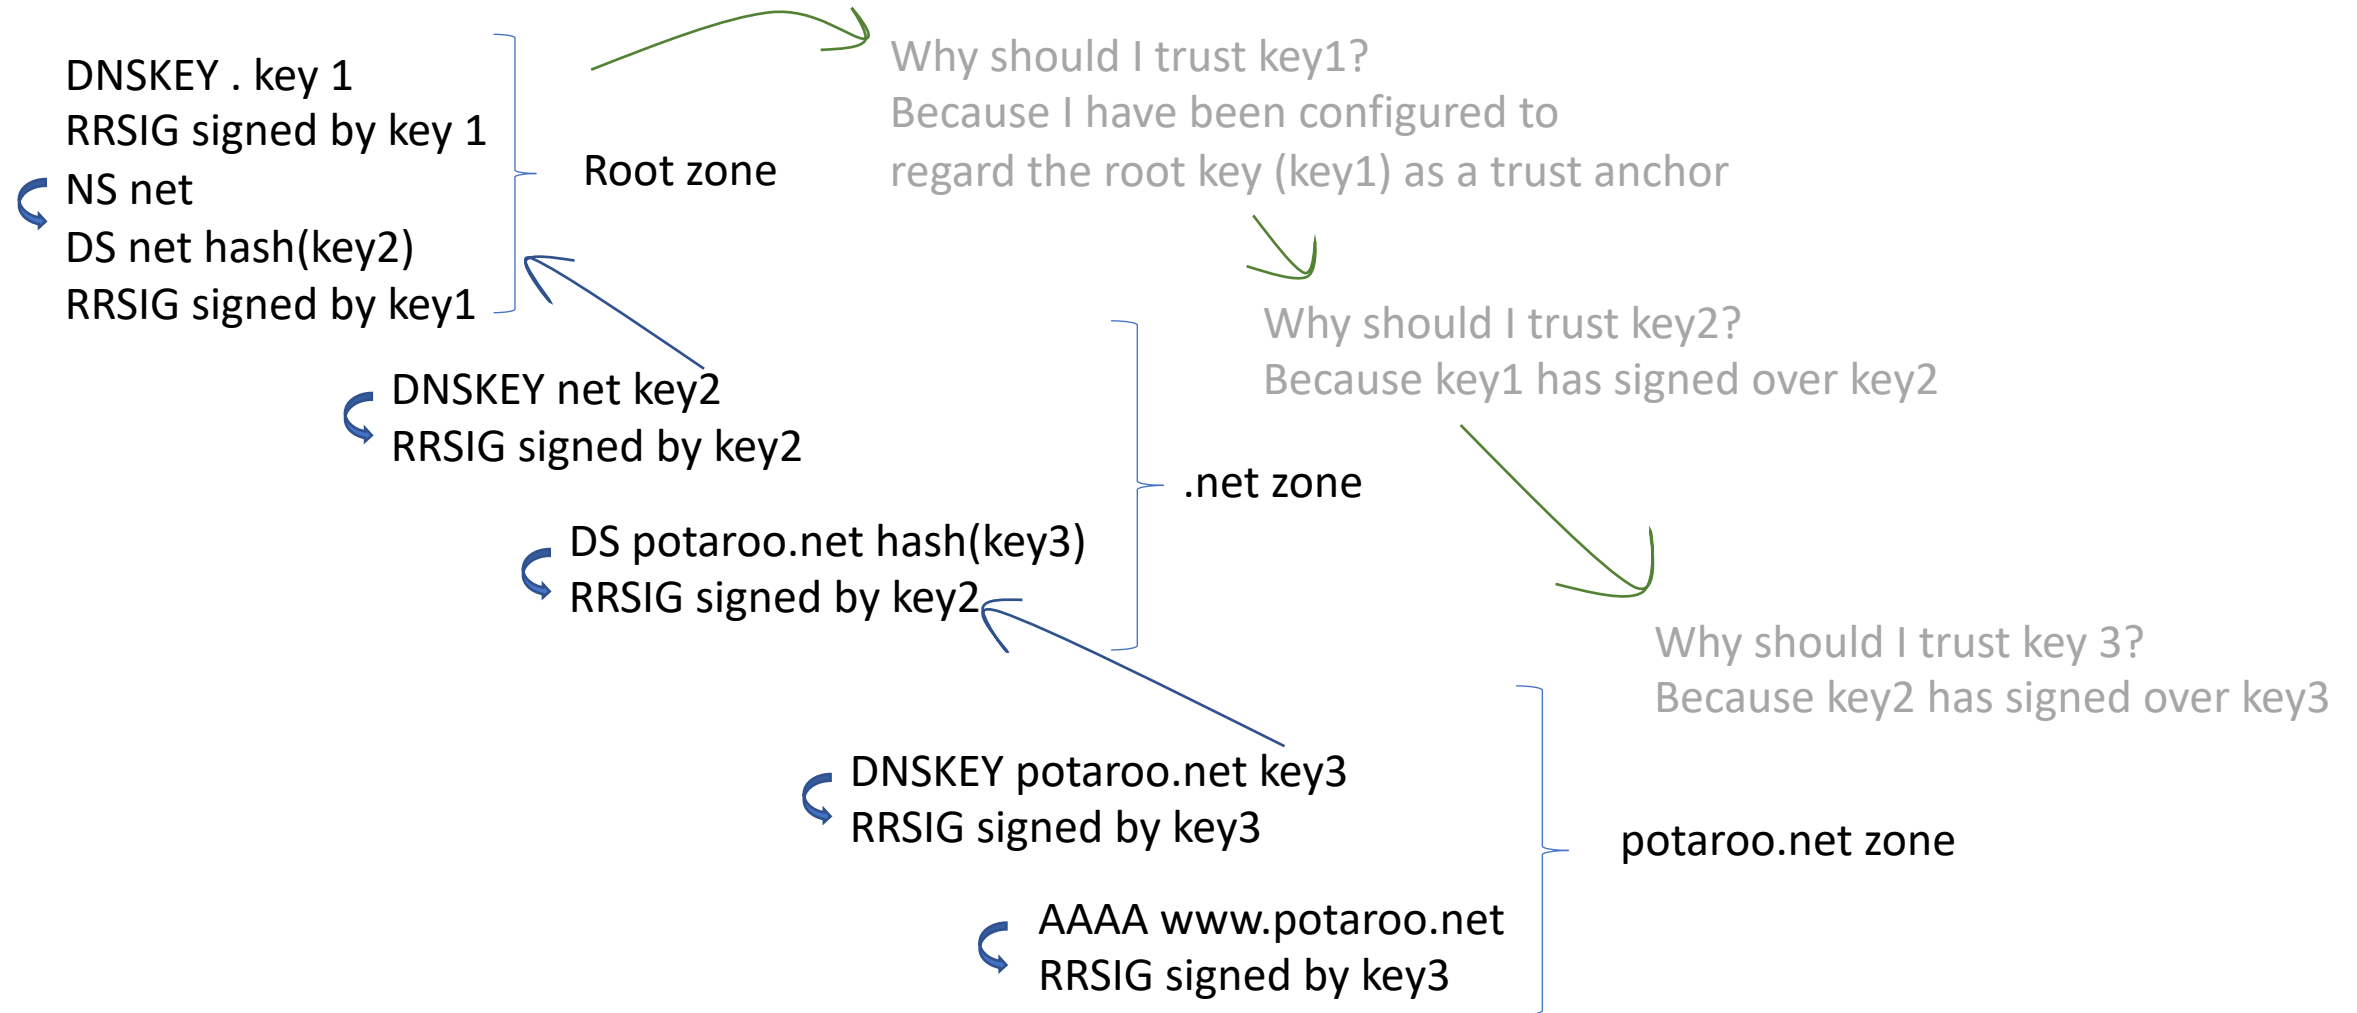 DNSKEY . key 1
RRSIG signed by key 1
NS net
DS net hash(key2)
RRSIG signed by key1
Root zone
Why should I trust key1?
Because I have been configured to
regard the root key (key1) as a trust anchor
Why should I trust key2?
Because key1 has signed over key2
DNSKEY net key2
RRSIG signed by key2
.net zone
DS potaroo.net hash(key3)
RRSIG signed by key2
Why should I trust key 3?
Because key2 has signed over key3
DNSKEY potaroo.net key3
RRSIG signed by key3
potaroo.net zone
AAAA www.potaroo.net
RRSIG signed by key3